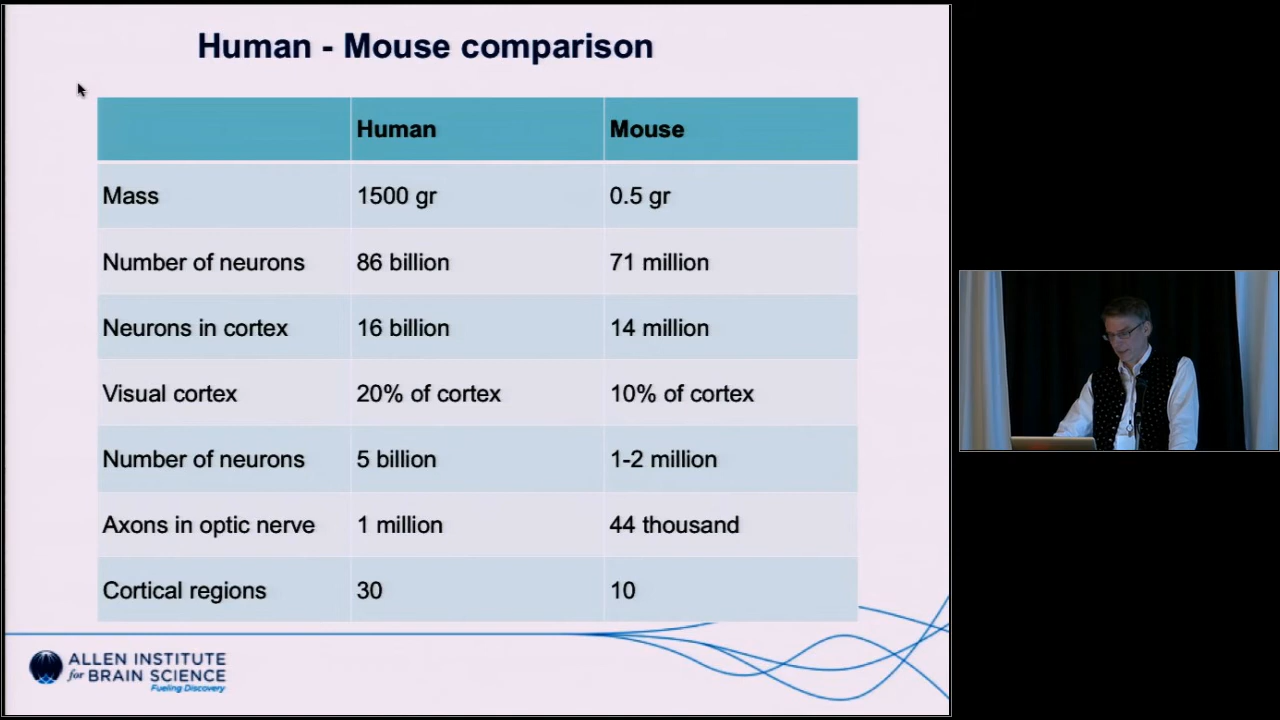 Human - Mouse comparison
Human Mouse
Mass 1500 gr 0.5 gr
Number of neurons 86 billion 71 million
Neurons in cortex 16 billion 14 million
Visual cortex 20% of cortex 10% of cortex
Number of neurons 5 billion 1-2 million
Axons in optic nerve 1 million 44 thousand
Cortical regions 30 10
ALLEN INSTITUTE
for BRAIN SCIENCE
Fueling Discovery